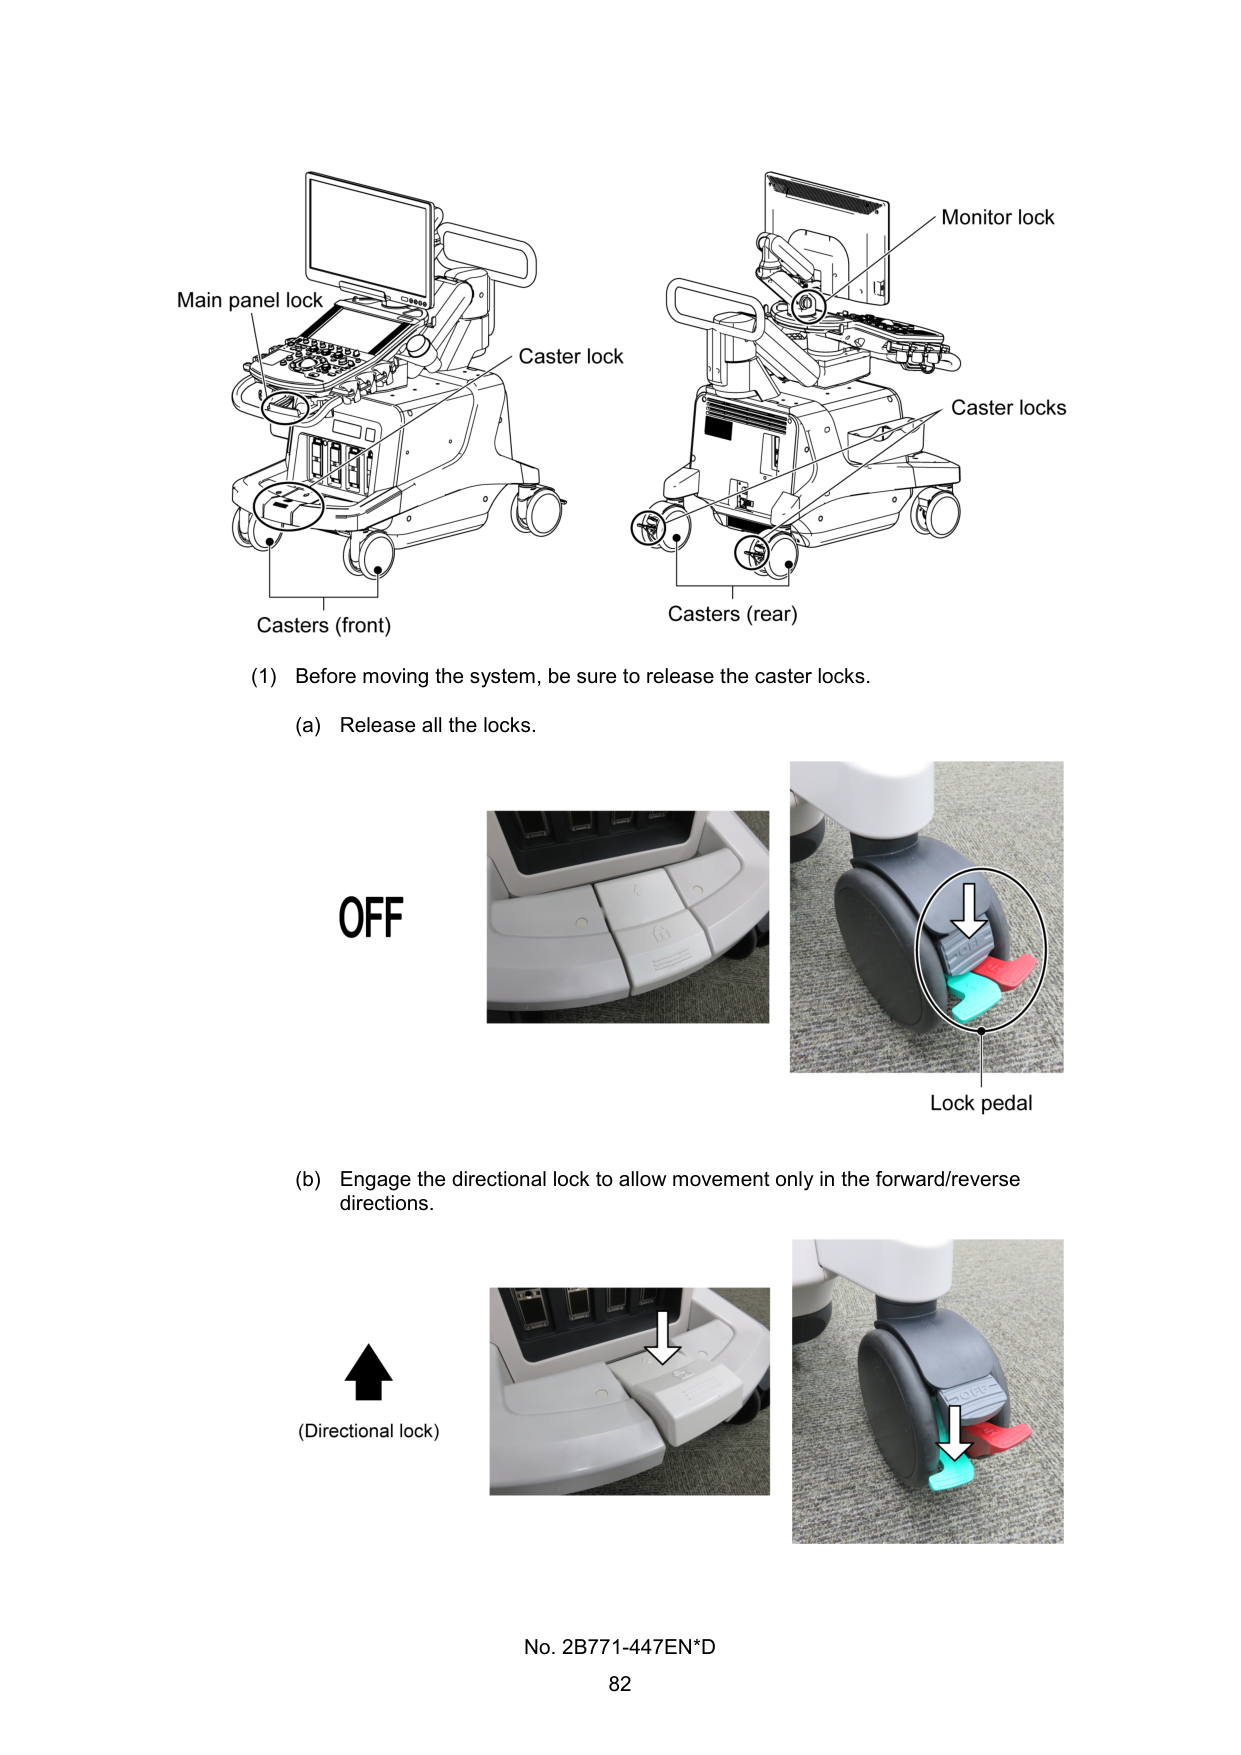 Monitor lock
Main panel lock
Caster lock
Caster locks
Casters (front)
Casters (rear)
(1) Before moving the system, be sure to release the caster locks.
(a) Release all the locks.
OFF
OFF
Lock pedal
(b) Engage the directional lock to allow movement only in the forward/reverse
directions.
OFF
(Directional lock)
No. 2B771-447EN*D
82